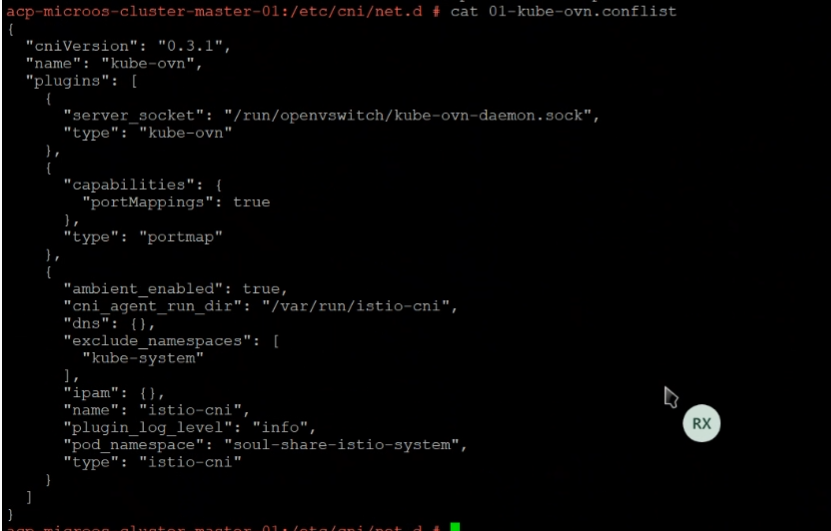 acp-microos-cluster-master-01:/etc/cni/net.d # cat 01-kube-ovn.conflist
{
  "cniVersion": "0.3.1",
  "name": "kube-ovn",
  "plugins": [
    {
      "server_socket": "/run/openvswitch/kube-ovn-daemon.sock",
      "type": "kube-ovn"
    },
    {
      "capabilities": {
        "portMappings": true
      },
      "type": "portmap"
    },
    {
      "ambient_enabled": true,
      "cni_agent_run_dir": "/var/run/istio-cni",
      "dns": {},
      "exclude_namespaces": [
        "kube-system"
      ],
      "ipam": {},
      "name": "istio-cni",
      "plugin_log_level": "info",
      "pod_namespace": "soul-share-istio-system",
      "type": "istio-cni"
    }
  ]
}
acp-microos-cluster-master-01:/etc/cni/net.d #
RX